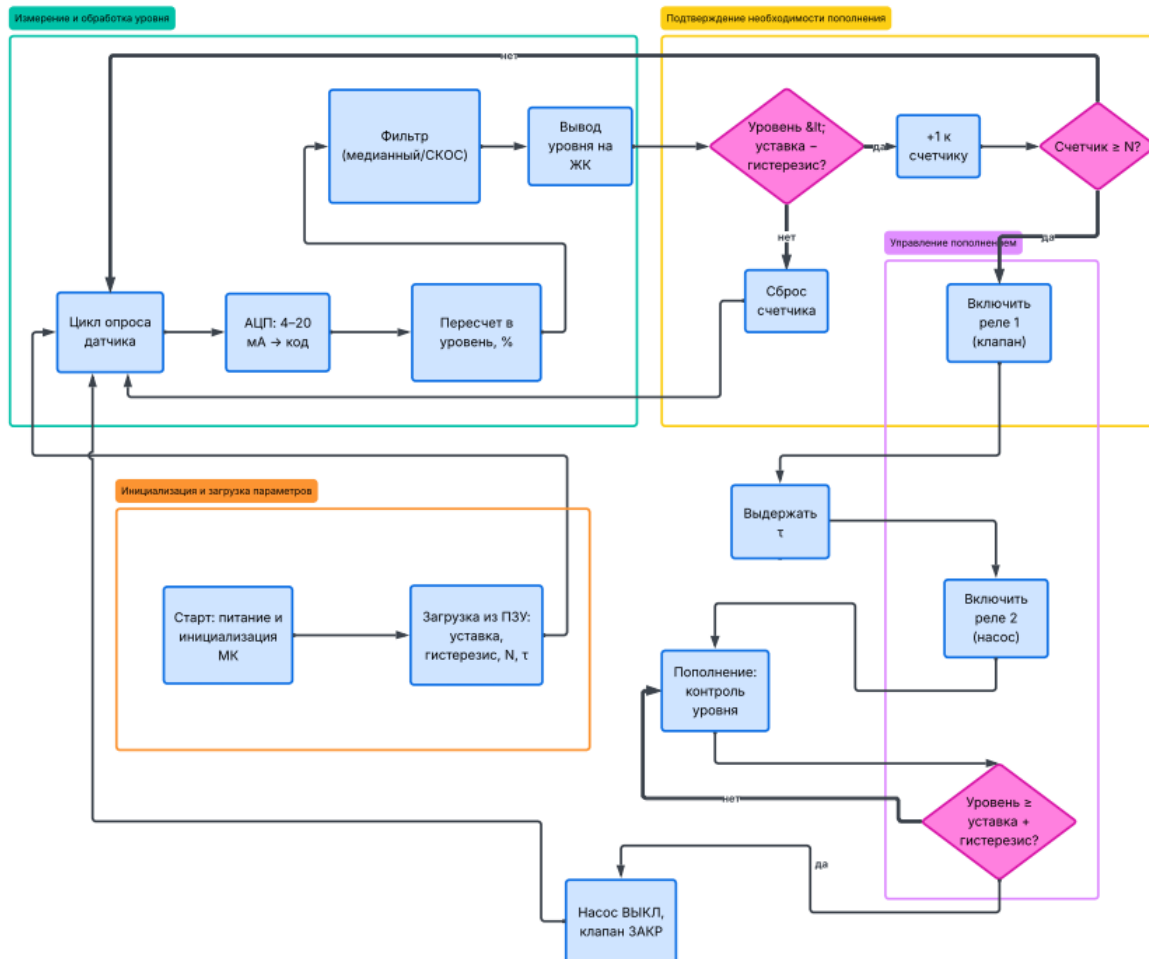 Измерение и обработка уровня
Подтверждение необходимости пополнения
нет
Фильтр
(медианный/СКОС)
Вывод
уровня на
ЖК
Уровень &lt;
уставка –
гистерезис?
да
+1 к
счетчику
Счетчик ≥ N?
нет
да
Управление пополнением
Цикл опроса
датчика
АЦП: 4–20
мА → код
Пересчет в
уровень, %
Сброс
счетчика
Включить
реле 1
(клапан)
Инициализация и загрузка параметров
Выдержать
τ
Старт: питание и
инициализация
МК
Загрузка из ПЗУ:
уставка,
гистерезис, N, τ
Включить
реле 2
(насос)
Пополнение:
контроль
уровня
нет
Уровень ≥
уставка +
гистерезис?
да
Насос ВЫКЛ,
клапан ЗАКР